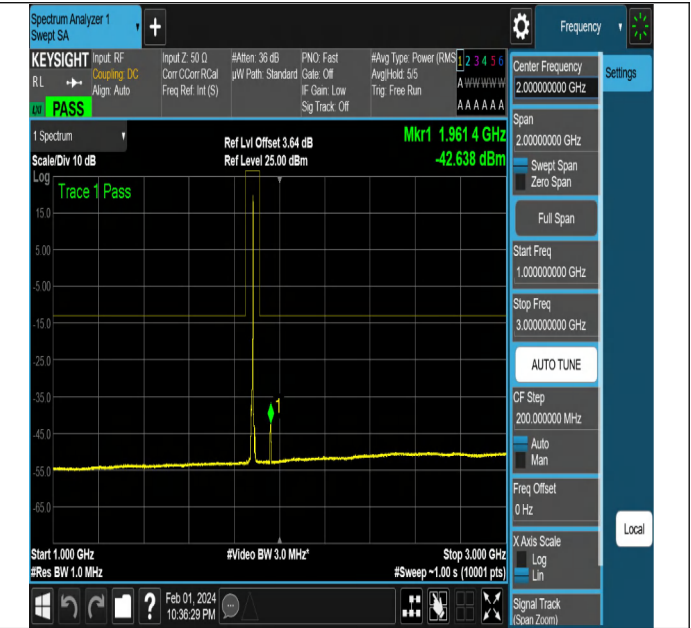 Spectrum Analyzer 1
Swept SA
Frequency
KEYSIGHT
RL
LXI
PASS
Input: RF
Coupling: DC
Align: Auto
Input Z: 50 Ω
Corr CCorr RCal
Freq Ref: Int (S)
#Atten: 36 dB
µW Path: Standard
PNO: Fast
Gate: Off
IF Gain: Low
Sig Track: Off
#Avg Type: Power (RMS
Avg|Hold: 5/5
Trig: Free Run
1 2 3 4 5 6
A W W W W W
A A A A A A
1 Spectrum
Scale/Div 10 dB
Ref Lvl Offset 3.64 dB
Ref Level 25.00 dBm
Mkr1 1.961 4 GHz
-42.638 dBm
Log
Trace 1 Pass
15.0
5.00
-5.00
-15.0
-25.0
-35.0
-45.0
-55.0
-65.0
1
Start 1.000 GHz
#Res BW 1.0 MHz
#Video BW 3.0 MHz*
Stop 3.000 GHz
#Sweep ~1.00 s (10001 pts)
?
Feb 01, 2024
10:36:29 PM
Center Frequency
2.000000000 GHz
Span
2.00000000 GHz
Swept Span
Zero Span
Full Span
Start Freq
1.000000000 GHz
Stop Freq
3.000000000 GHz
AUTO TUNE
CF Step
200.000000 MHz
Auto
Man
Freq Offset
0 Hz
X Axis Scale
Log
Lin
Signal Track
(Span Zoom)
Settings
Local